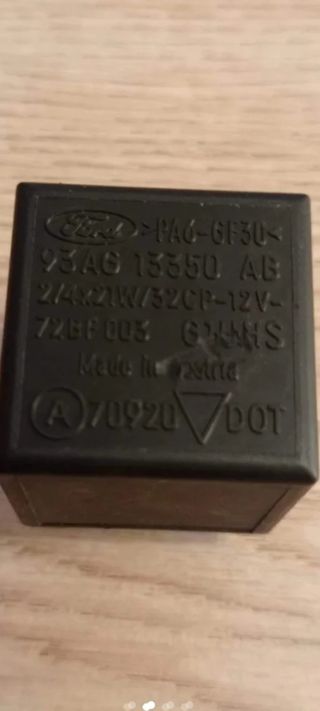 Ford >PA6-GF30<
93AG 13350 AB
2/4x21W/32CP-12V-
72BF003
Made in Austria
A 70920 DOT